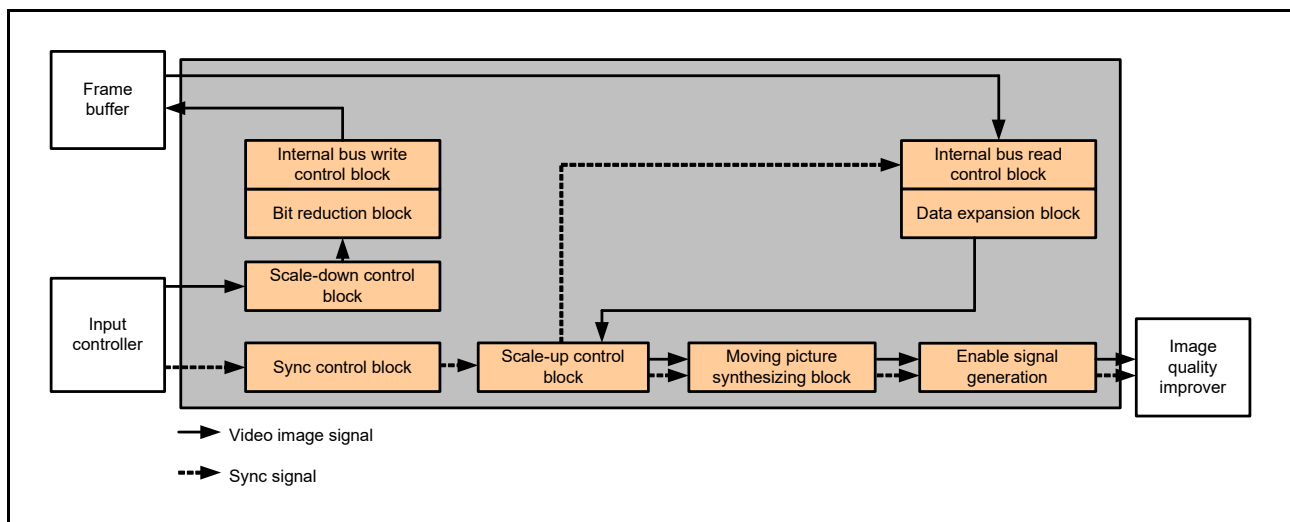 Frame
buffer
Internal bus write
control block
Bit reduction block
Internal bus read
control block
Data expansion block
Scale-down control
block
Input
controller
Sync control block
Scale-up control
block
Moving picture
synthesizing block
Enable signal
generation
Image
quality
improver
Video image signal
Sync signal